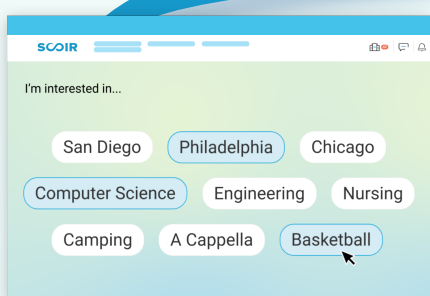 SCOIR
I'm interested in...
San Diego Philadelphia Chicago
Computer Science Engineering Nursing
Camping A Cappella Basketball